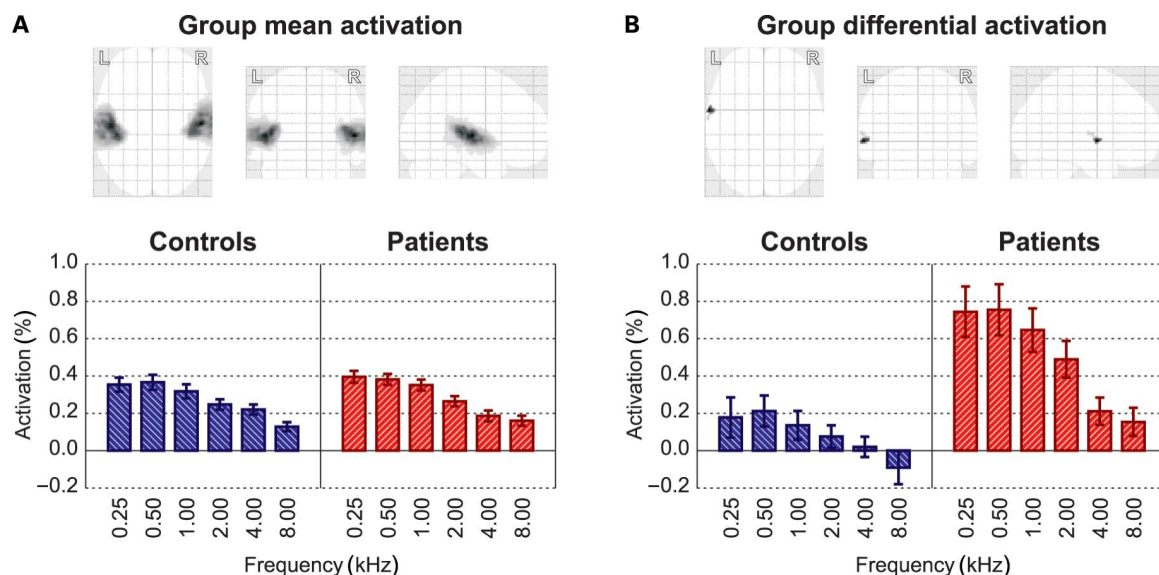 A
Group mean activation
L R
L R
Controls Patients
Activation (%)
1.0
0.8
0.6
0.4
0.2
0.0
−0.2
0.25 0.50 1.00 2.00 4.00 8.00 0.25 0.50 1.00 2.00 4.00 8.00
Frequency (kHz)
B
Group differential activation
L R
L R
Controls Patients
Activation (%)
1.0
0.8
0.6
0.4
0.2
0.0
−0.2
0.25 0.50 1.00 2.00 4.00 8.00 0.25 0.50 1.00 2.00 4.00 8.00
Frequency (kHz)